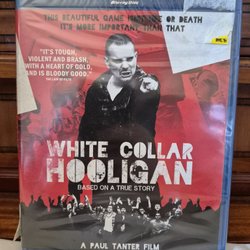 Blu-ray Disc
THIS BEAUTIFUL GAME ISN'T LIFE OR DEATH
IT'S MORE IMPORTANT THAN THAT
"IT'S TOUGH,
VIOLENT AND BRASH,
WITH A HEART OF GOLD,
AND IS BLOODY GOOD."
WHITE COLLAR
HOOLIGAN
BASED ON A TRUE STORY
A PAUL TANTER FILM